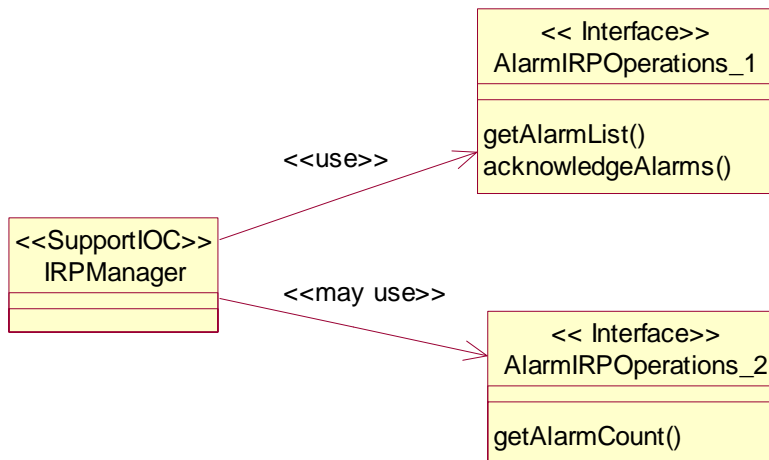 << Interface>>
AlarmIRPOperations_1
getAlarmList()
acknowledgeAlarms()
<<use>>
<<SupportIOC>>
IRPManager
<<may use>>
<< Interface>>
AlarmIRPOperations_2
getAlarmCount()